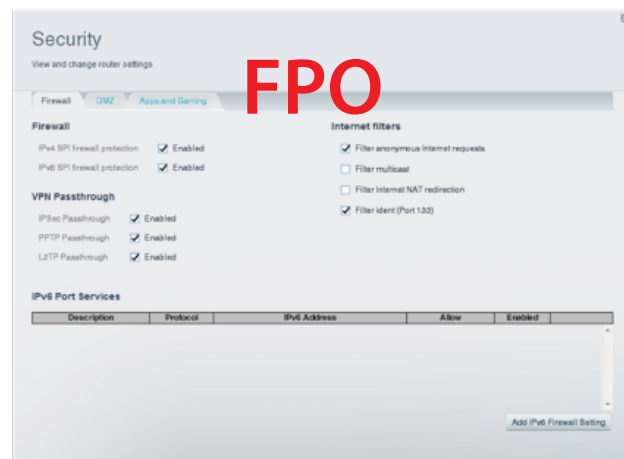 Security
View and change router settings
FPO
Firewall DMZ Apps and Gaming
Firewall
IPv4 SPI firewall protection Enabled
IPv6 SPI firewall protection Enabled
VPN Passthrough
IPSec Passthrough Enabled
PPTP Passthrough Enabled
L2TP Passthrough Enabled
Internet filters
Filter anonymous Internet requests
Filter multicast
Filter Internet NAT redirection
Filter ident (Port 133)
IPv6 Port Services
Description Protocol IPv6 Address Allow Enabled
Add IPv6 Firewall Setting